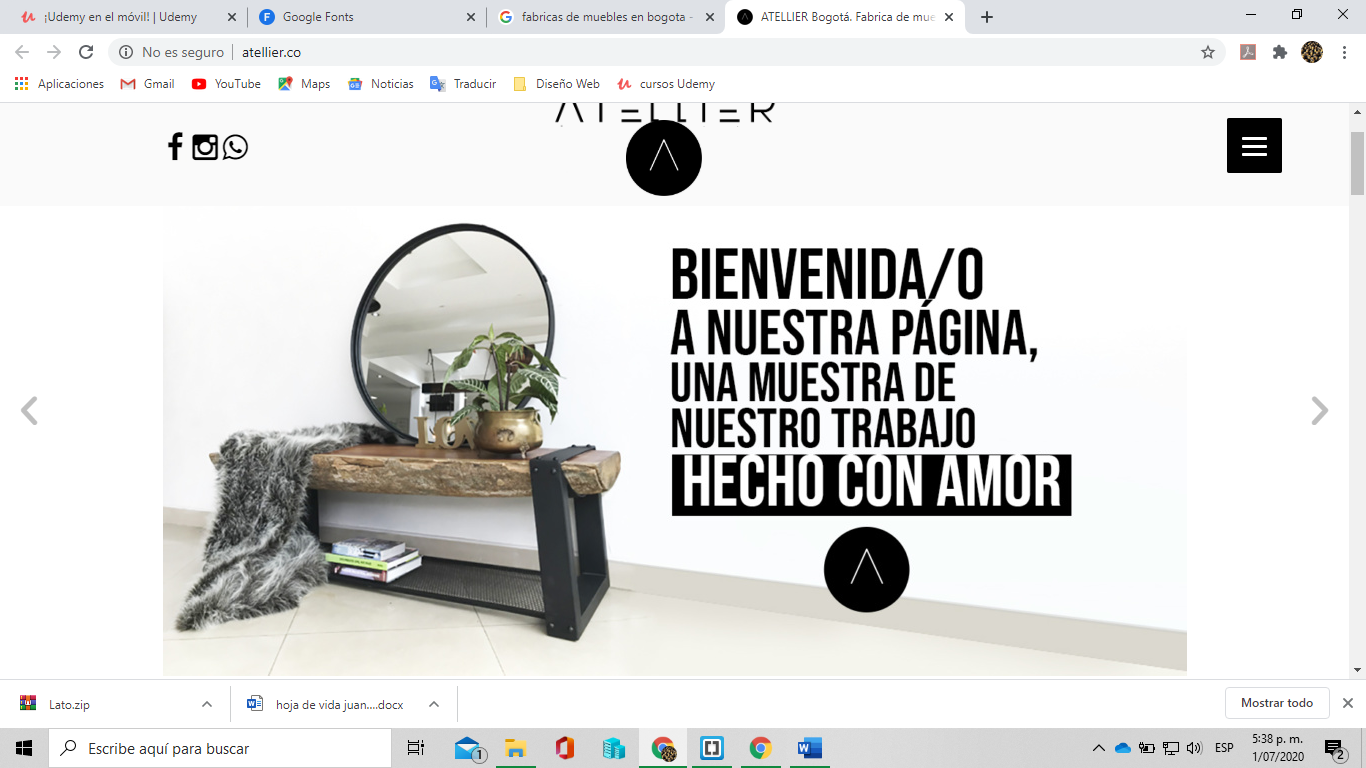 ¡Udemy en el móvil! | Udemy
Google Fonts
fabricas de muebles en bogota -
ATELLIER Bogotá. Fabrica de mue
No es seguro
atellier.co
Aplicaciones
Gmail
YouTube
Maps
Noticias
Traducir
Diseño Web
cursos Udemy
ATELLIER
BIENVENIDA/O
A NUESTRA PÁGINA,
UNA MUESTRA DE
NUESTRO TRABAJO
HECHO CON AMOR
Lato.zip
hoja de vida juan....docx
Mostrar todo
Escribe aquí para buscar
1
ESP
5:38 p. m.
1/07/2020
2